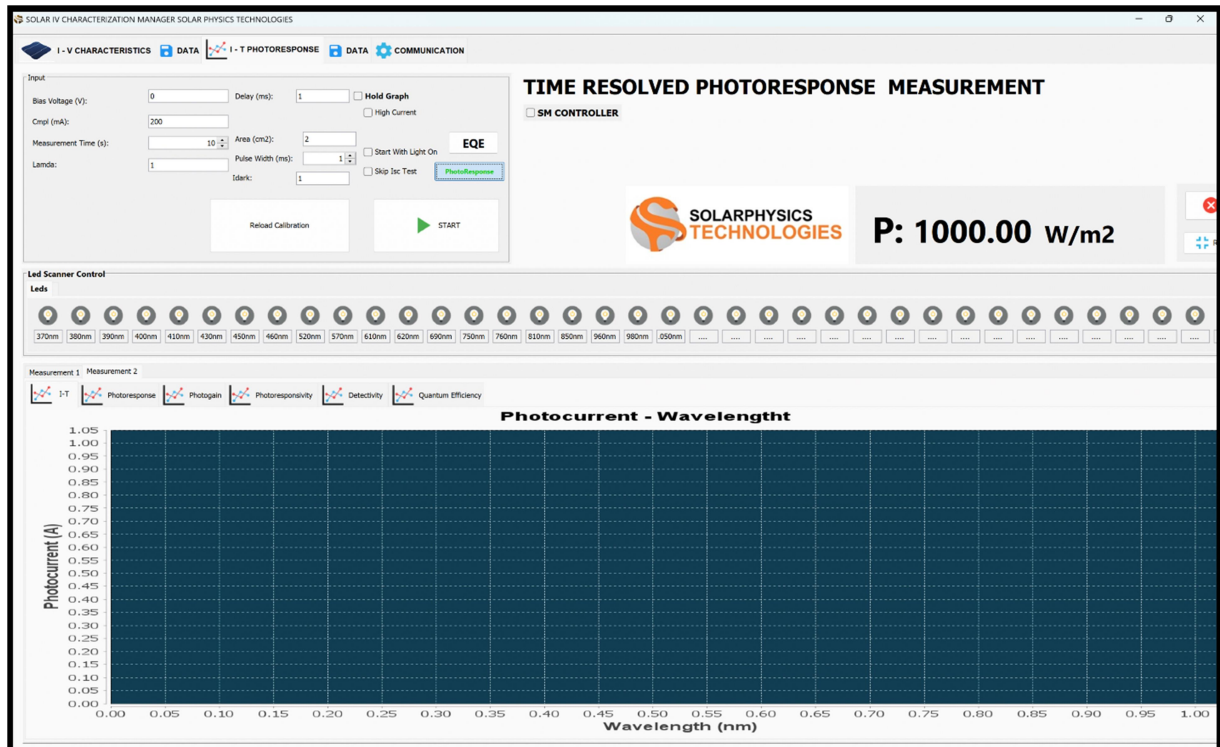 SOLAR IV CHARACTERIZATION MANAGER SOLAR PHYSICS TECHNOLOGIES
I - V CHARACTERISTICS DATA I - T PHOTORESPONSE DATA COMMUNICATION
Input
Bias Voltage (V): 0 Delay (ms): 1 Hold Graph
High Current
Cmpl (mA): 200
Measurement Time (s): 10 Area (cm2): 2 EQE
Start With Light On
Lamda: 1 Pulse Width (ms): 1
Skip Isc Test PhotoResponse
Idark: 1
Reload Calibration START
TIME RESOLVED PHOTORESPONSE MEASUREMENT
SM CONTROLLER
SOLARPHYSICS
TECHNOLOGIES
P: 1000.00 W/m2
R
Led Scanner Control
Leds
370nm 380nm 390nm 400nm 410nm 430nm 450nm 460nm 520nm 570nm 610nm 620nm 690nm 750nm 760nm 810nm 850nm 960nm 980nm .050nm .... .... .... .... .... .... .... .... .... .... .... .... .... .... .... ....
Measurement 1 Measurement 2
I-T Photoresponse Photogain Photoresponsivity Detectivity Quantum Efficiency
Photocurrent - Wavelengtht
Photocurrent (A)
1.05
1.00
0.95
0.90
0.85
0.80
0.75
0.70
0.65
0.60
0.55
0.50
0.45
0.40
0.35
0.30
0.25
0.20
0.15
0.10
0.05
0.00
0.00 0.05 0.10 0.15 0.20 0.25 0.30 0.35 0.40 0.45 0.50 0.55 0.60 0.65 0.70 0.75 0.80 0.85 0.90 0.95 1.00
Wavelength (nm)